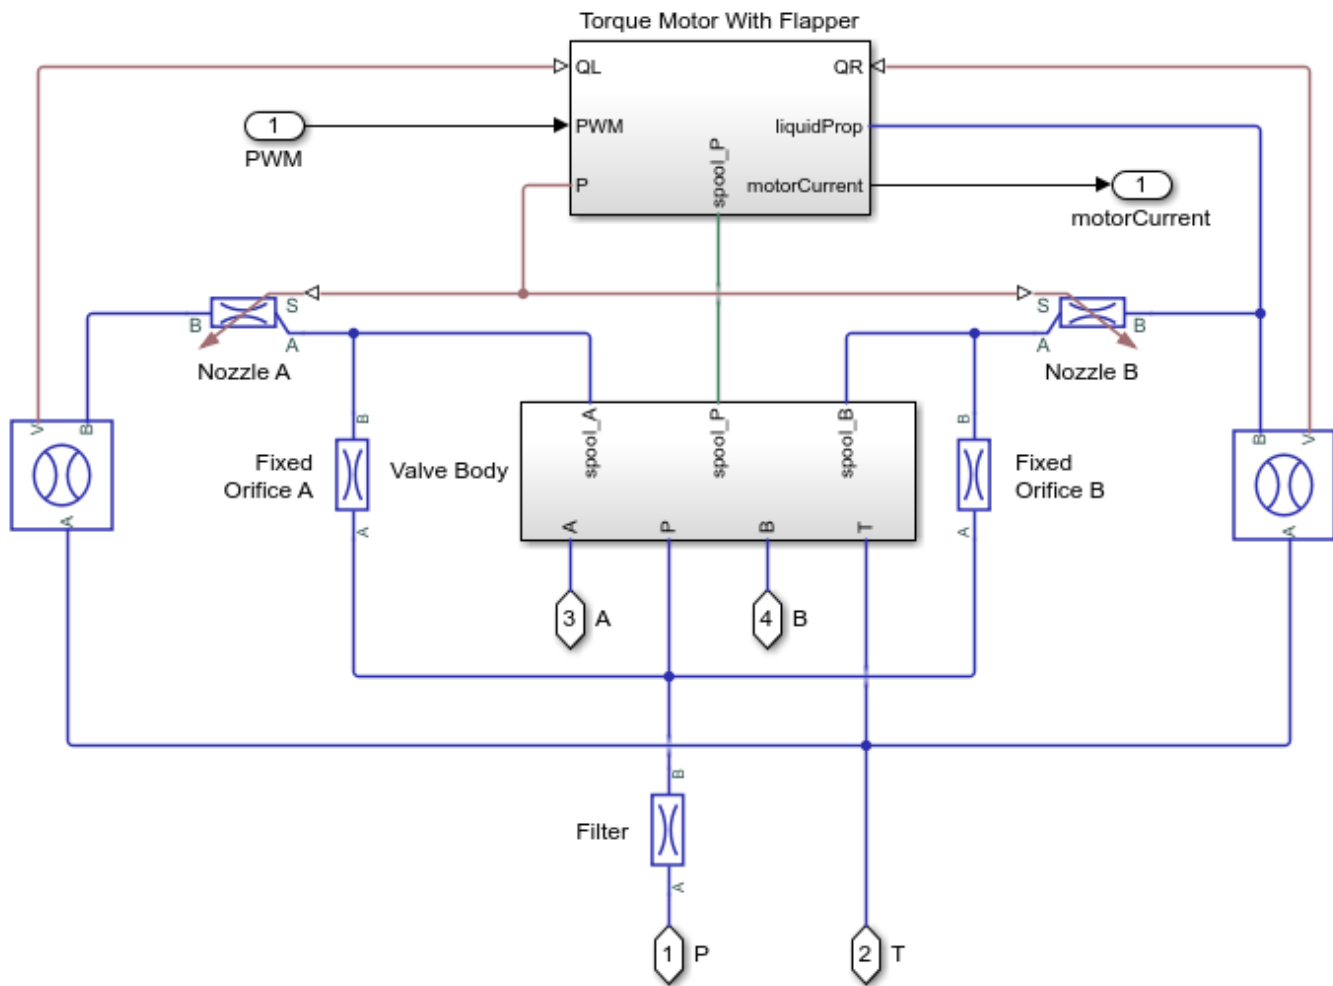 Torque Motor With Flapper
QL
QR
1
PWM
PWM
liquidProp
spool_P
P
motorCurrent
1
motorCurrent
S
S
B
A
A
B
Nozzle A
Nozzle B
V
B
B
spool_A
spool_P
spool_B
B
B
V
Fixed
Orifice A
Valve Body
Fixed
Orifice B
A
A
A
P
B
T
A
A
3
A
4
B
B
Filter
A
1
P
2
T